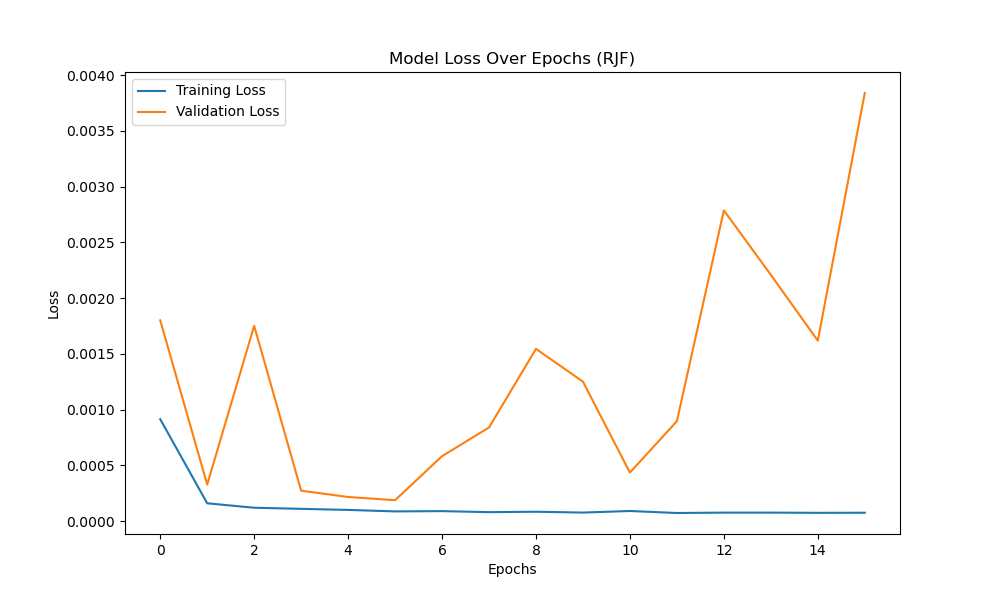 Model Loss Over Epochs (RJF)
Training Loss
Validation Loss
0.0040
0.0035
0.0030
0.0025
0.0020
0.0015
0.0010
0.0005
0.0000
Loss
0 2 4 6 8 10 12 14
Epochs